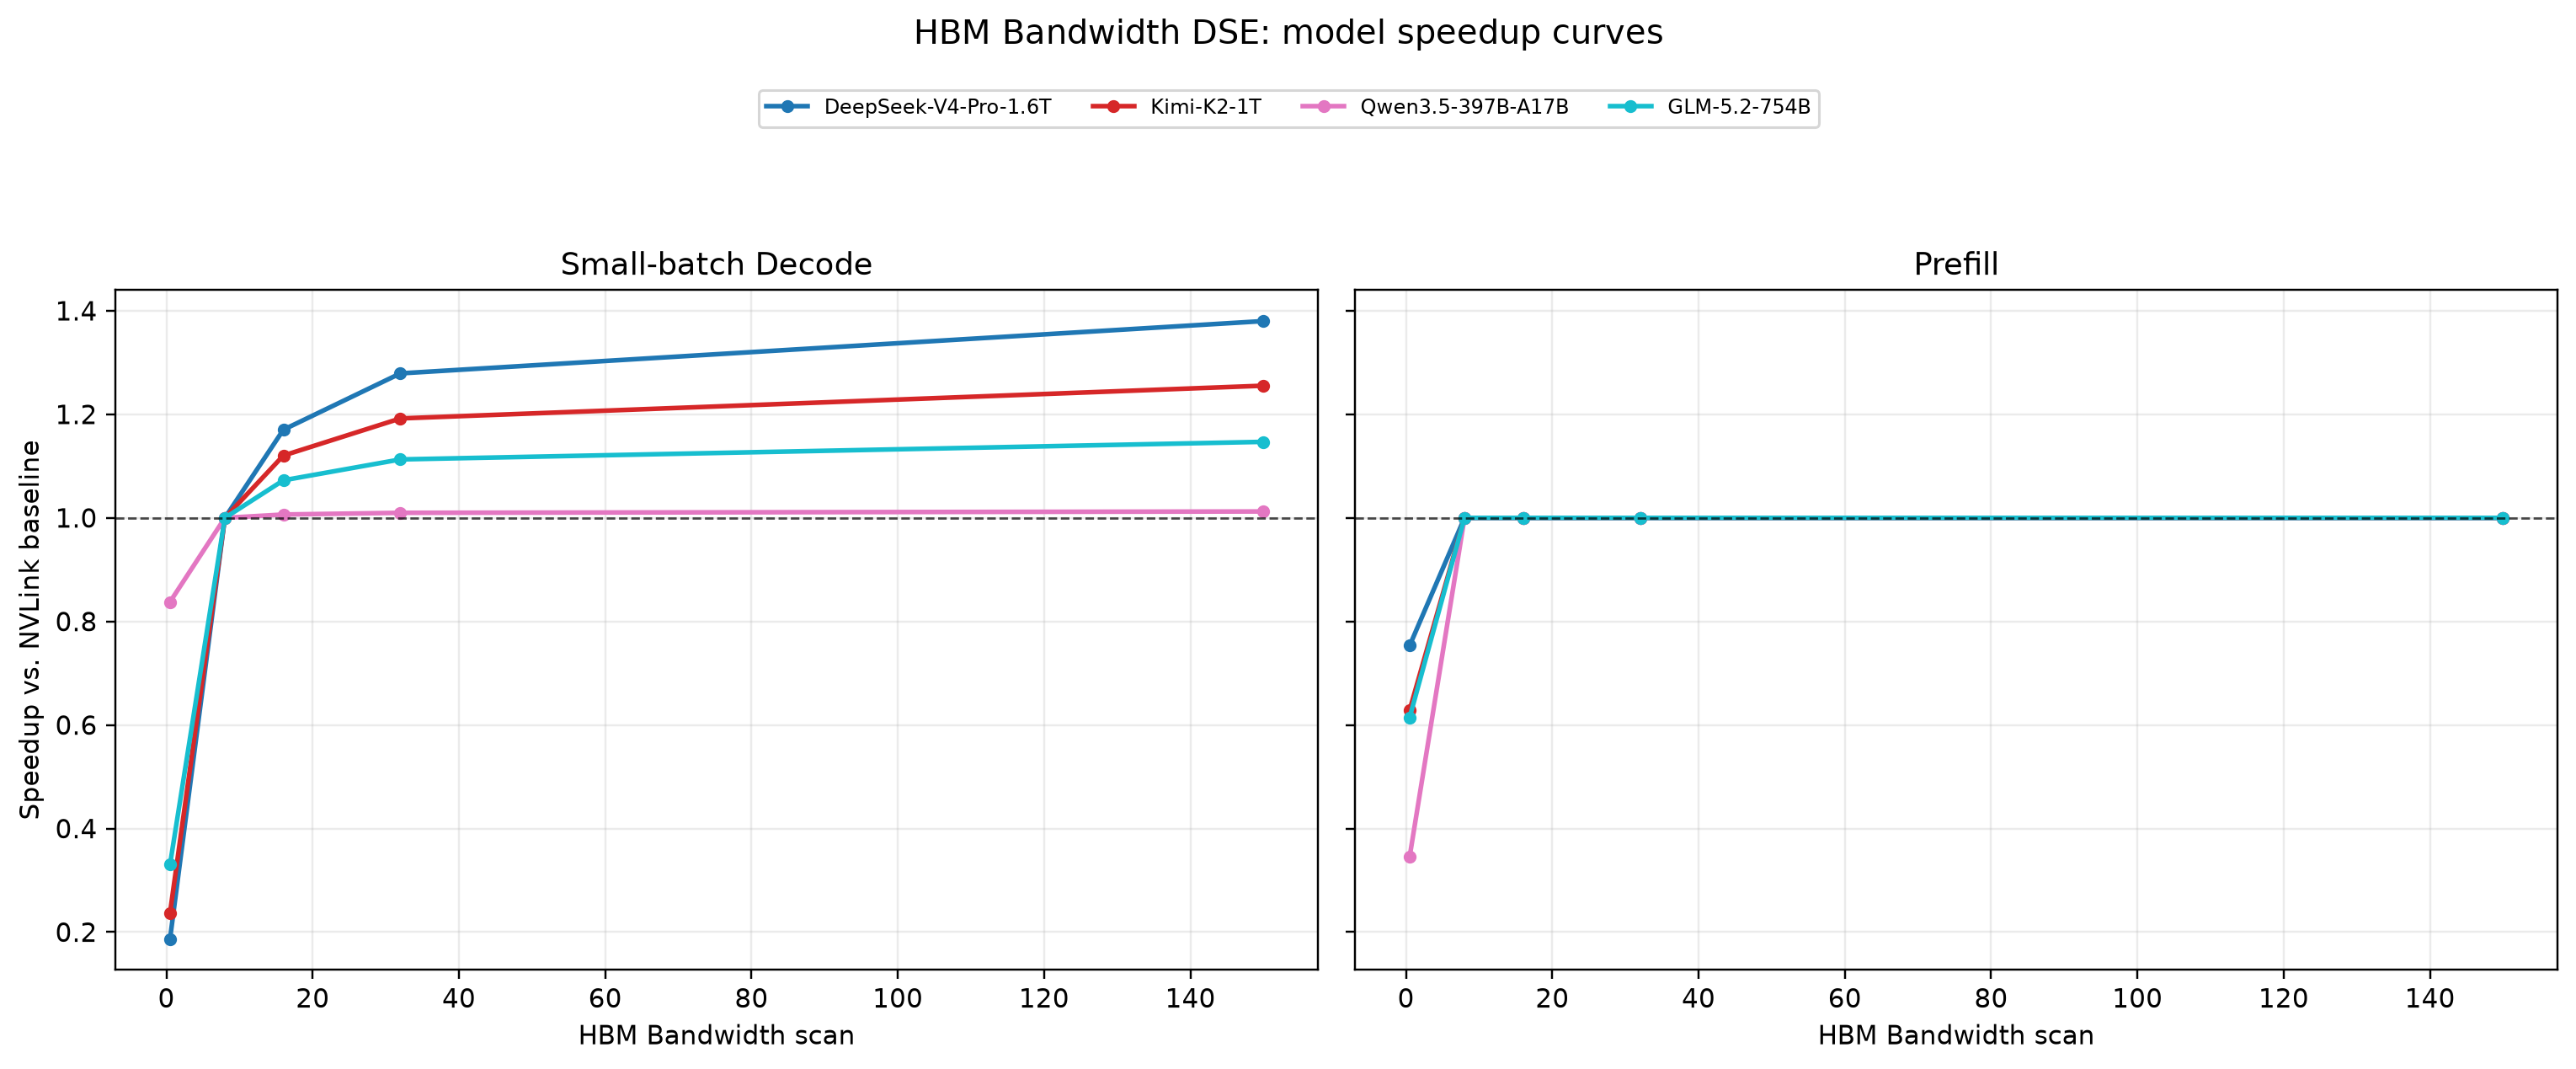 HBM Bandwidth DSE: model speedup curves
DeepSeek-V4-Pro-1.6T Kimi-K2-1T Qwen3.5-397B-A17B GLM-5.2-754B
Small-batch Decode
Speedup vs. NVLink baseline
1.4
1.2
1.0
0.8
0.6
0.4
0.2
0 20 40 60 80 100 120 140
HBM Bandwidth scan
Prefill
0 20 40 60 80 100 120 140
HBM Bandwidth scan